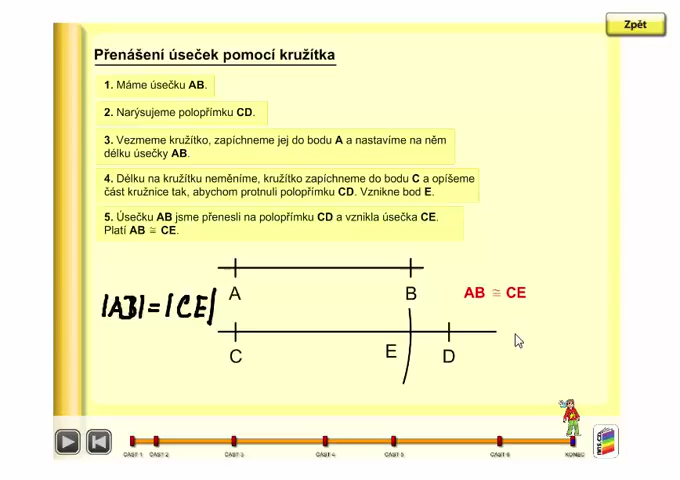 Zpět
Přenášení úseček pomocí kružítka
1. Máme úsečku AB.
2. Narýsujeme polopřímku CD.
3. Vezmeme kružítko, zapíchneme jej do bodu A a nastavíme na něm
délku úsečky AB.
4. Délku na kružítku neměníme, kružítko zapíchneme do bodu C a opíšeme
část kružnice tak, abychom protnuli polopřímku CD. Vznikne bod E.
5. Úsečku AB jsme přenesli na polopřímku CD a vznikla úsečka CE.
Platí AB ≅ CE.
A B AB ≅ CE
|AB|=|CE|
C E D
ČÁST 1 ČÁST 2 ČÁST 3 ČÁST 4 ČÁST 5 ČÁST 6 KONEC